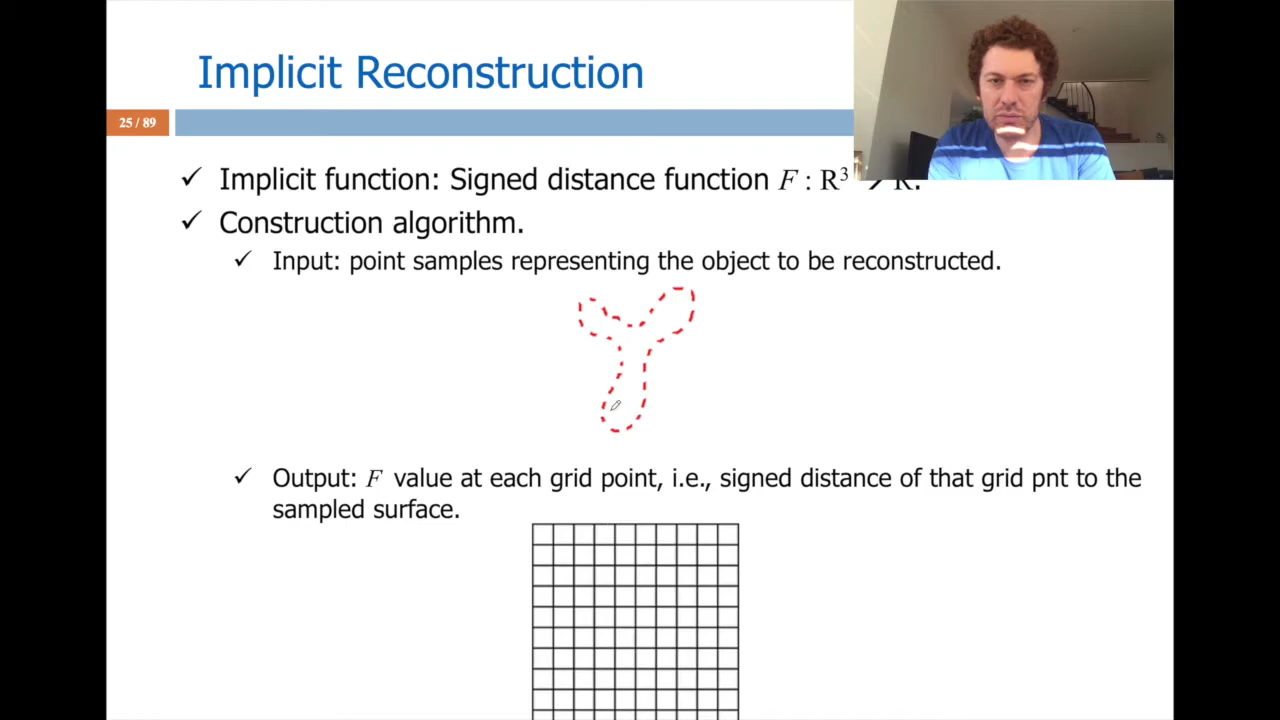 Implicit Reconstruction
25 / 89
✓ Implicit function: Signed distance function F : R³ → R.
✓ Construction algorithm.
✓ Input: point samples representing the object to be reconstructed.
✓ Output: F value at each grid point, i.e., signed distance of that grid pnt to the
sampled surface.